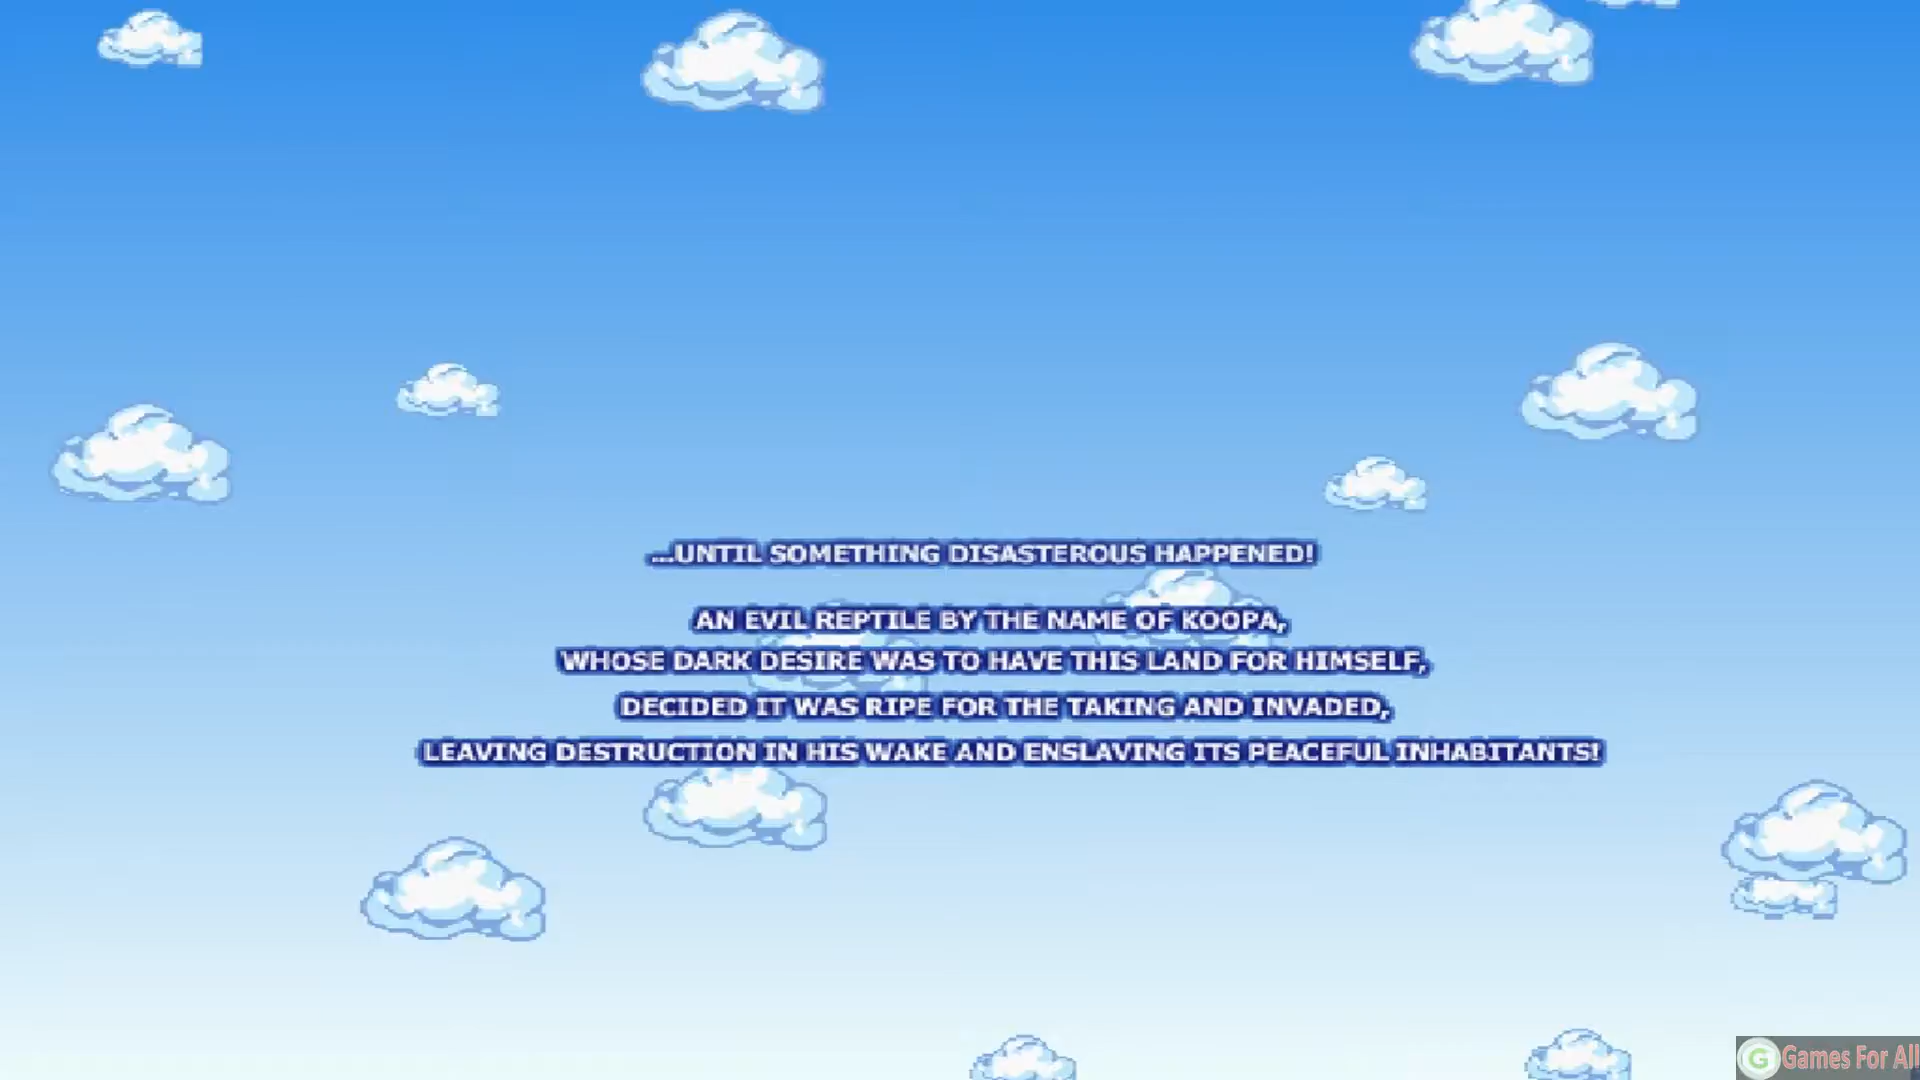 ...UNTIL SOMETHING DISASTEROUS HAPPENED!
AN EVIL REPTILE BY THE NAME OF KOOPA,
WHOSE DARK DESIRE WAS TO HAVE THIS LAND FOR HIMSELF,
DECIDED IT WAS RIPE FOR THE TAKING AND INVADED,
LEAVING DESTRUCTION IN HIS WAKE AND ENSLAVING ITS PEACEFUL INHABITANTS!
G Games For All